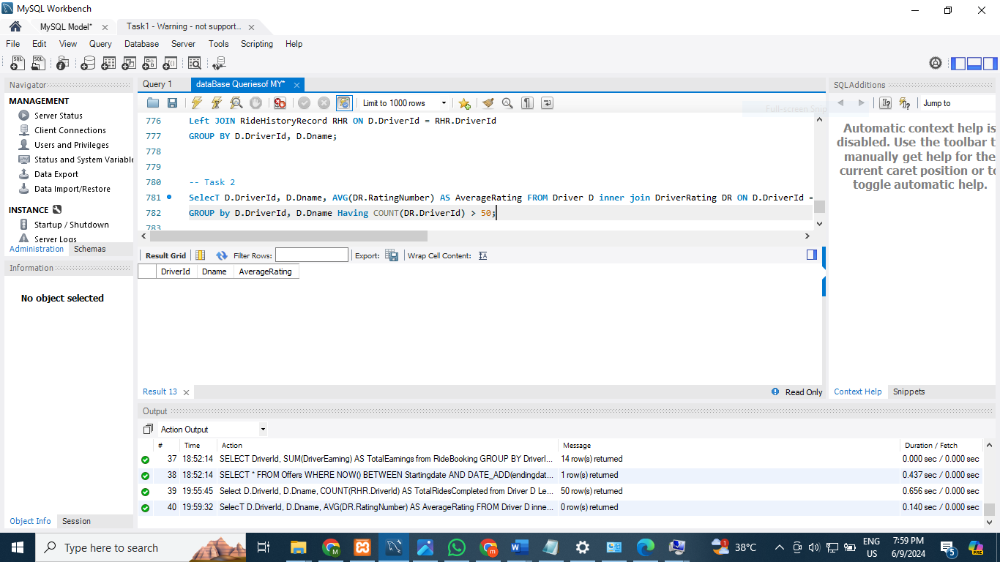 MySQL Workbench
MySQL Model*
Task1 - Warning - not support...
File Edit View Query Database Server Tools Scripting Help
Navigator
MANAGEMENT
Server Status
Client Connections
Users and Privileges
Status and System Variable
Data Export
Data Import/Restore
INSTANCE
Startup / Shutdown
Server Logs
Administration Schemas
Information
No object selected
Object Info Session
Query 1
dataBase Queriesof MY*
Limit to 1000 rows
776 Left JOIN RideHistoryRecord RHR ON D.DriverId = RHR.DriverId
777 GROUP BY D.DriverId, D.Dname;
778
779
780 -- Task 2
781 SelecT D.DriverId, D.Dname, AVG(DR.RatingNumber) AS AverageRating FROM Driver D inner join DriverRating DR ON D.DriverId =
782 GROUP by D.DriverId, D.Dname Having COUNT(DR.DriverId) > 50;
783
Result Grid Filter Rows: Export: Wrap Cell Content:
DriverId Dname AverageRating
Result 13
Read Only
SQLAdditions
Full-screen Snip
Jump to
Automatic context help is
disabled. Use the toolbar t
manually get help for the
current caret position or to
toggle automatic help.
Context Help Snippets
Output
Action Output
# Time Action Message Duration / Fetch
37 18:52:14 SELECT DriverId, SUM(DriverEarning) AS TotalEarnings from RideBooking GROUP BY DriverI... 14 row(s) returned 0.000 sec / 0.000 sec
38 18:52:14 SELECT * FROM Offers WHERE NOW() BETWEEN Startingdate AND DATE_ADD(endingdat... 1 row(s) returned 0.437 sec / 0.000 sec
39 19:55:45 Select D.DriverId, D.Dname, COUNT(RHR.DriverId) AS TotalRidesCompleted from Driver D Le... 50 row(s) returned 0.656 sec / 0.000 sec
40 19:59:32 SelecT D.DriverId, D.Dname, AVG(DR.RatingNumber) AS AverageRating FROM Driver D inne... 0 row(s) returned 0.140 sec / 0.000 sec
Type here to search
38°C
ENG
US
7:59 PM
6/9/2024